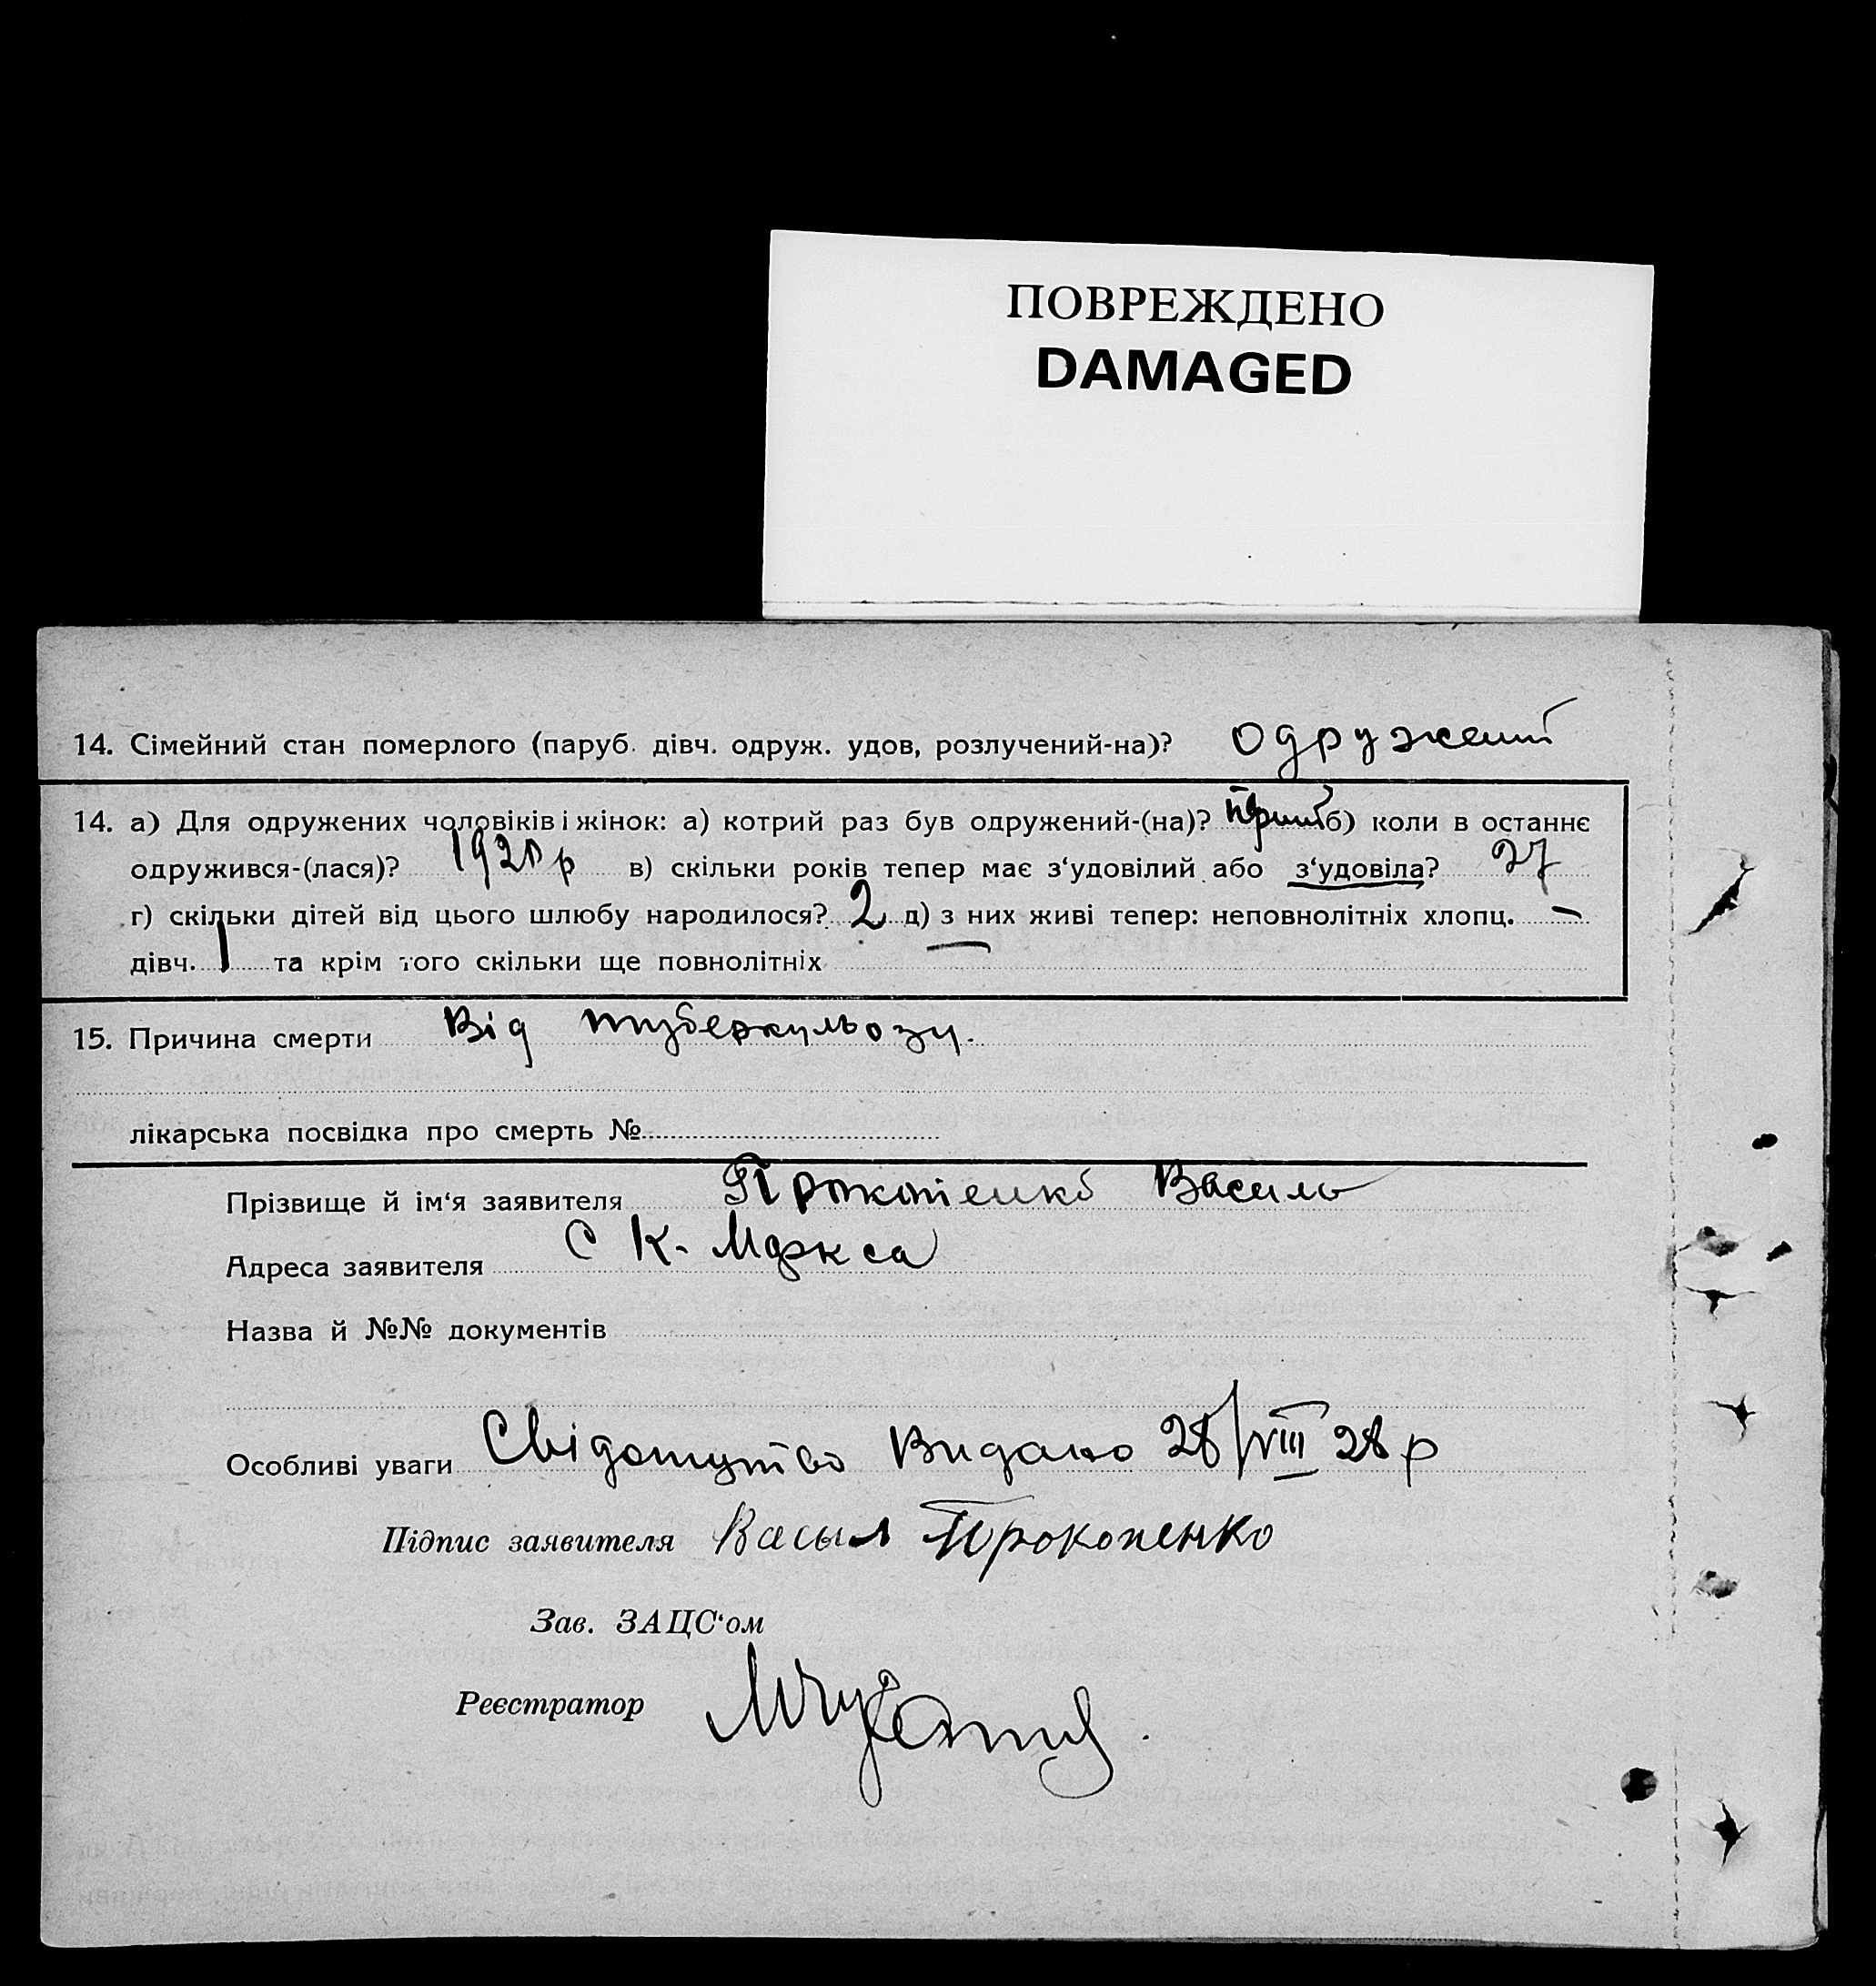 ПОВРЕЖДЕНО
DAMAGED
14. Сімейний стан померлого (паруб. дівч. одруж. удов, розлучений-на)? одружений
14. а) Для одружених чоловіків і жінок: а) котрий раз був одружений-(на)? б) коли в останнє
одружився-(лася)? р в) скільки років тепер має з‘удовілий або з‘удовіла? 27
г) скільки дітей від цього шлюбу народилося? 2 д) з них живі тепер: неповнолітніх хлопц. —
дівч. 1 та крім того скільки ще повнолітніх —
15. Причина смерти Від туберкульозу.
лікарська посвідка про смерть №
Прізвище й ім‘я заявителя Прокопенко Василь
Адреса заявителя С К. Маркса
Назва й №№ документів
Особливі уваги Свідоцтво Видано 28/VIII 28 р
Підпис заявителя Васыл Прокопенко
Зав. ЗАЦС‘ом
Реєстратор